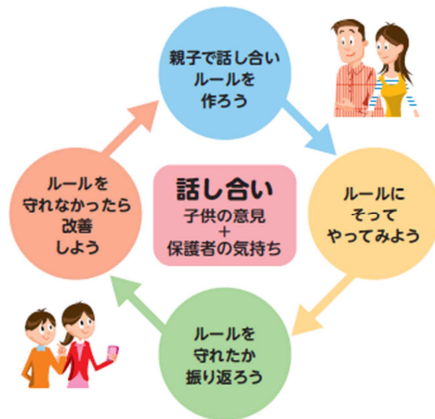 親子で話し合い
ルールを
作ろう
ルールに
そって
やってみよう
ルールを
守れたか
振り返ろう
ルールを
守れなかったら
改善
しよう
話し合い
子供の意見
+
保護者の気持ち